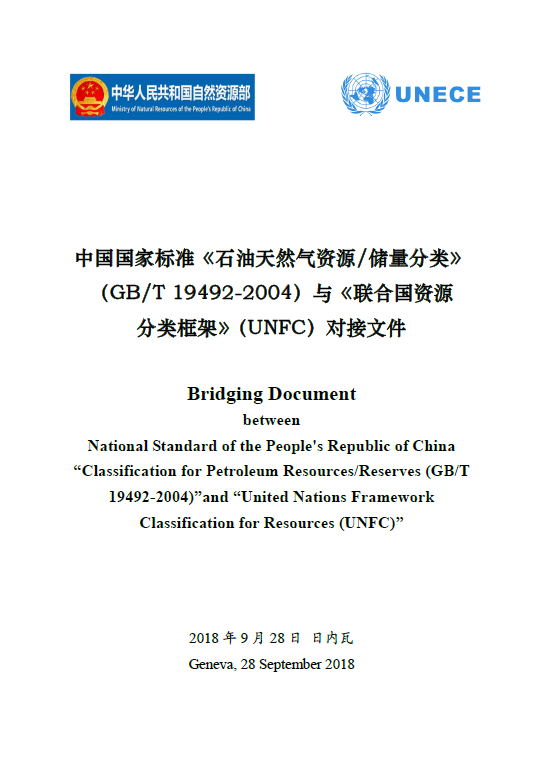 中华人民共和国自然资源部
Ministry of Natural Resources of the People's Republic of China
UNECE
中国国家标准《石油天然气资源/储量分类》
（GB/T 19492-2004）与《联合国资源
分类框架》（UNFC）对接文件
Bridging Document
between
National Standard of the People's Republic of China
“Classification for Petroleum Resources/Reserves (GB/T
19492-2004)”and “United Nations Framework
Classification for Resources (UNFC)”
2018 年 9 月 28 日 日内瓦
Geneva, 28 September 2018